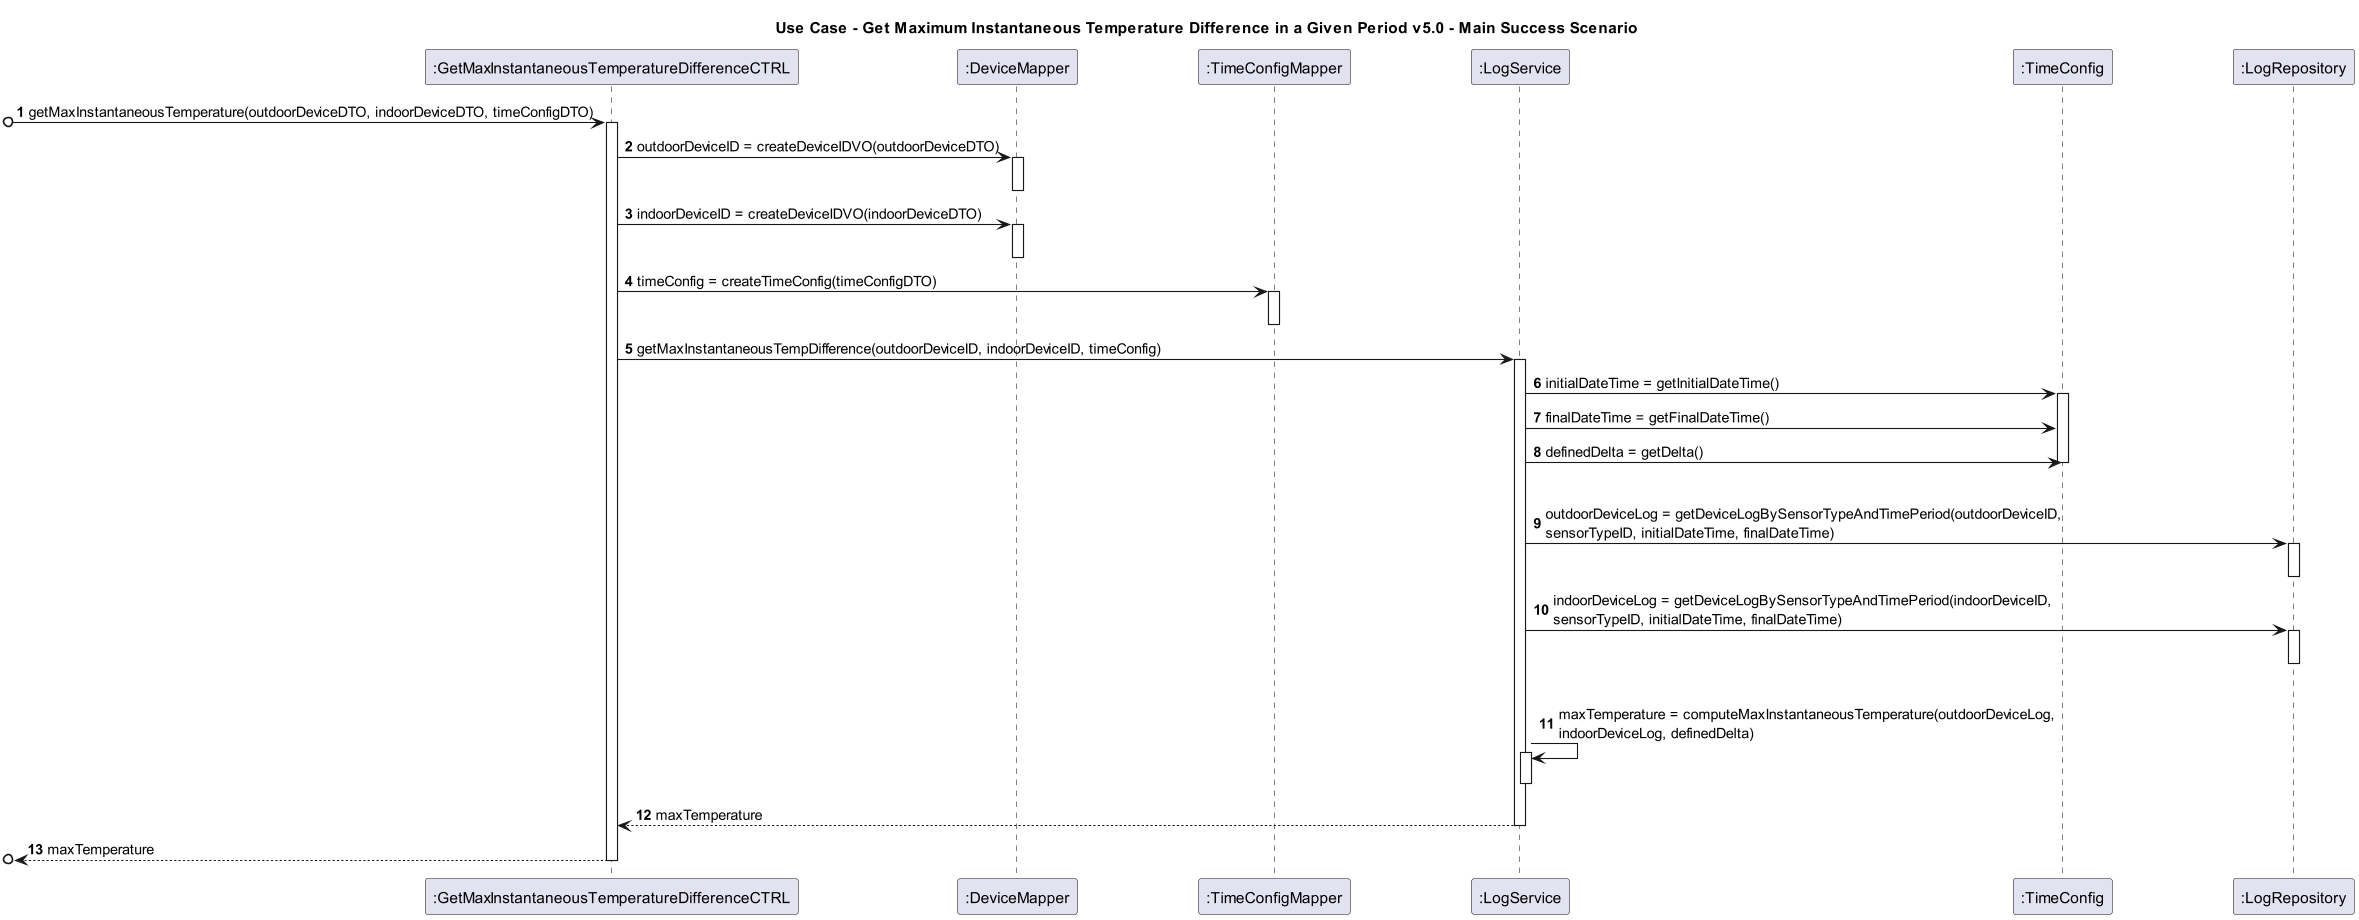 Use Case - Get Maximum Instantaneous Temperature Difference in a Given Period v5.0 - Main Success Scenario
:GetMaxInstantaneousTemperatureDifferenceCTRL
:DeviceMapper
:TimeConfigMapper
:LogService
:TimeConfig
:LogRepository
1 getMaxInstantaneousTemperature(outdoorDeviceDTO, indoorDeviceDTO, timeConfigDTO)
2 outdoorDeviceID = createDeviceIDVO(outdoorDeviceDTO)
3 indoorDeviceID = createDeviceIDVO(indoorDeviceDTO)
4 timeConfig = createTimeConfig(timeConfigDTO)
5 getMaxInstantaneousTempDifference(outdoorDeviceID, indoorDeviceID, timeConfig)
6 initialDateTime = getInitialDateTime()
7 finalDateTime = getFinalDateTime()
8 definedDelta = getDelta()
9 outdoorDeviceLog = getDeviceLogBySensorTypeAndTimePeriod(outdoorDeviceID,
sensorTypeID, initialDateTime, finalDateTime)
10 indoorDeviceLog = getDeviceLogBySensorTypeAndTimePeriod(indoorDeviceID,
sensorTypeID, initialDateTime, finalDateTime)
11 maxTemperature = computeMaxInstantaneousTemperature(outdoorDeviceLog,
indoorDeviceLog, definedDelta)
12 maxTemperature
13 maxTemperature
:GetMaxInstantaneousTemperatureDifferenceCTRL
:DeviceMapper
:TimeConfigMapper
:LogService
:TimeConfig
:LogRepository